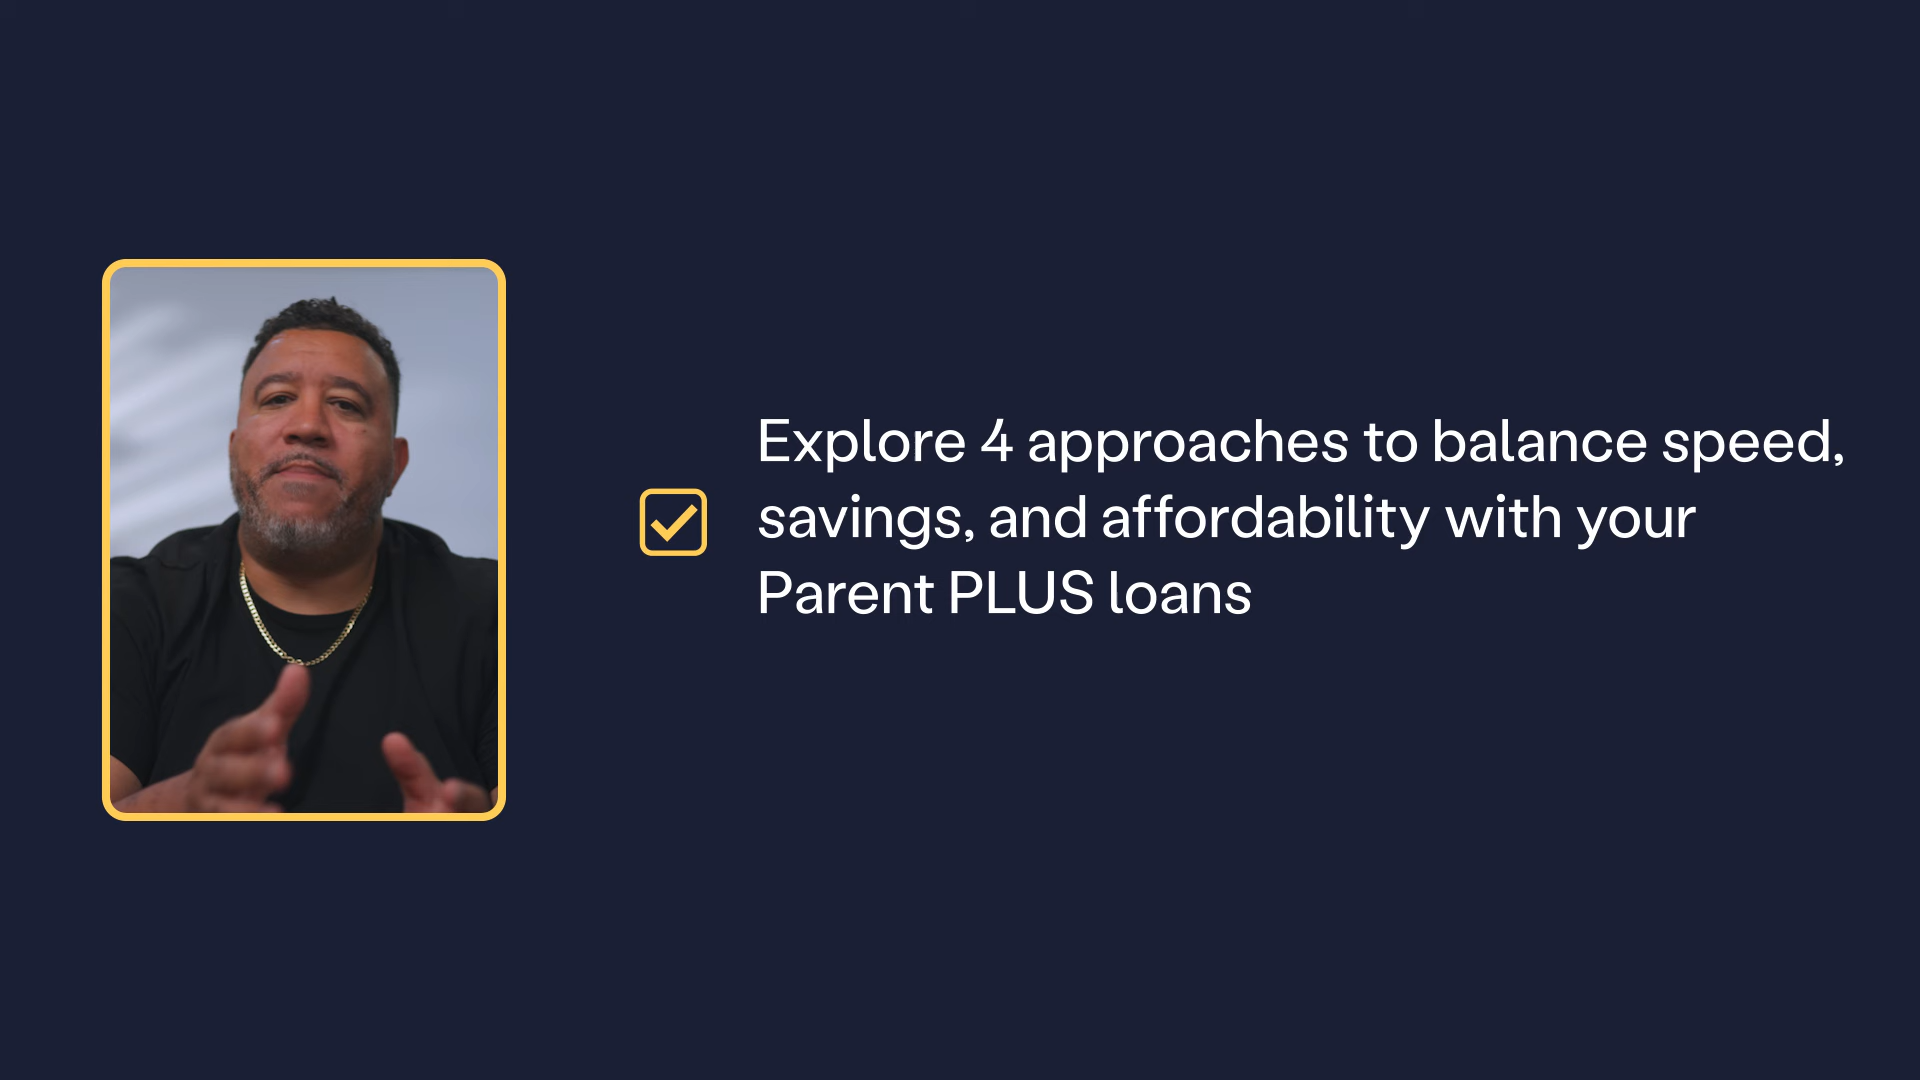 Explore 4 approaches to balance speed,
savings, and affordability with your
Parent PLUS loans